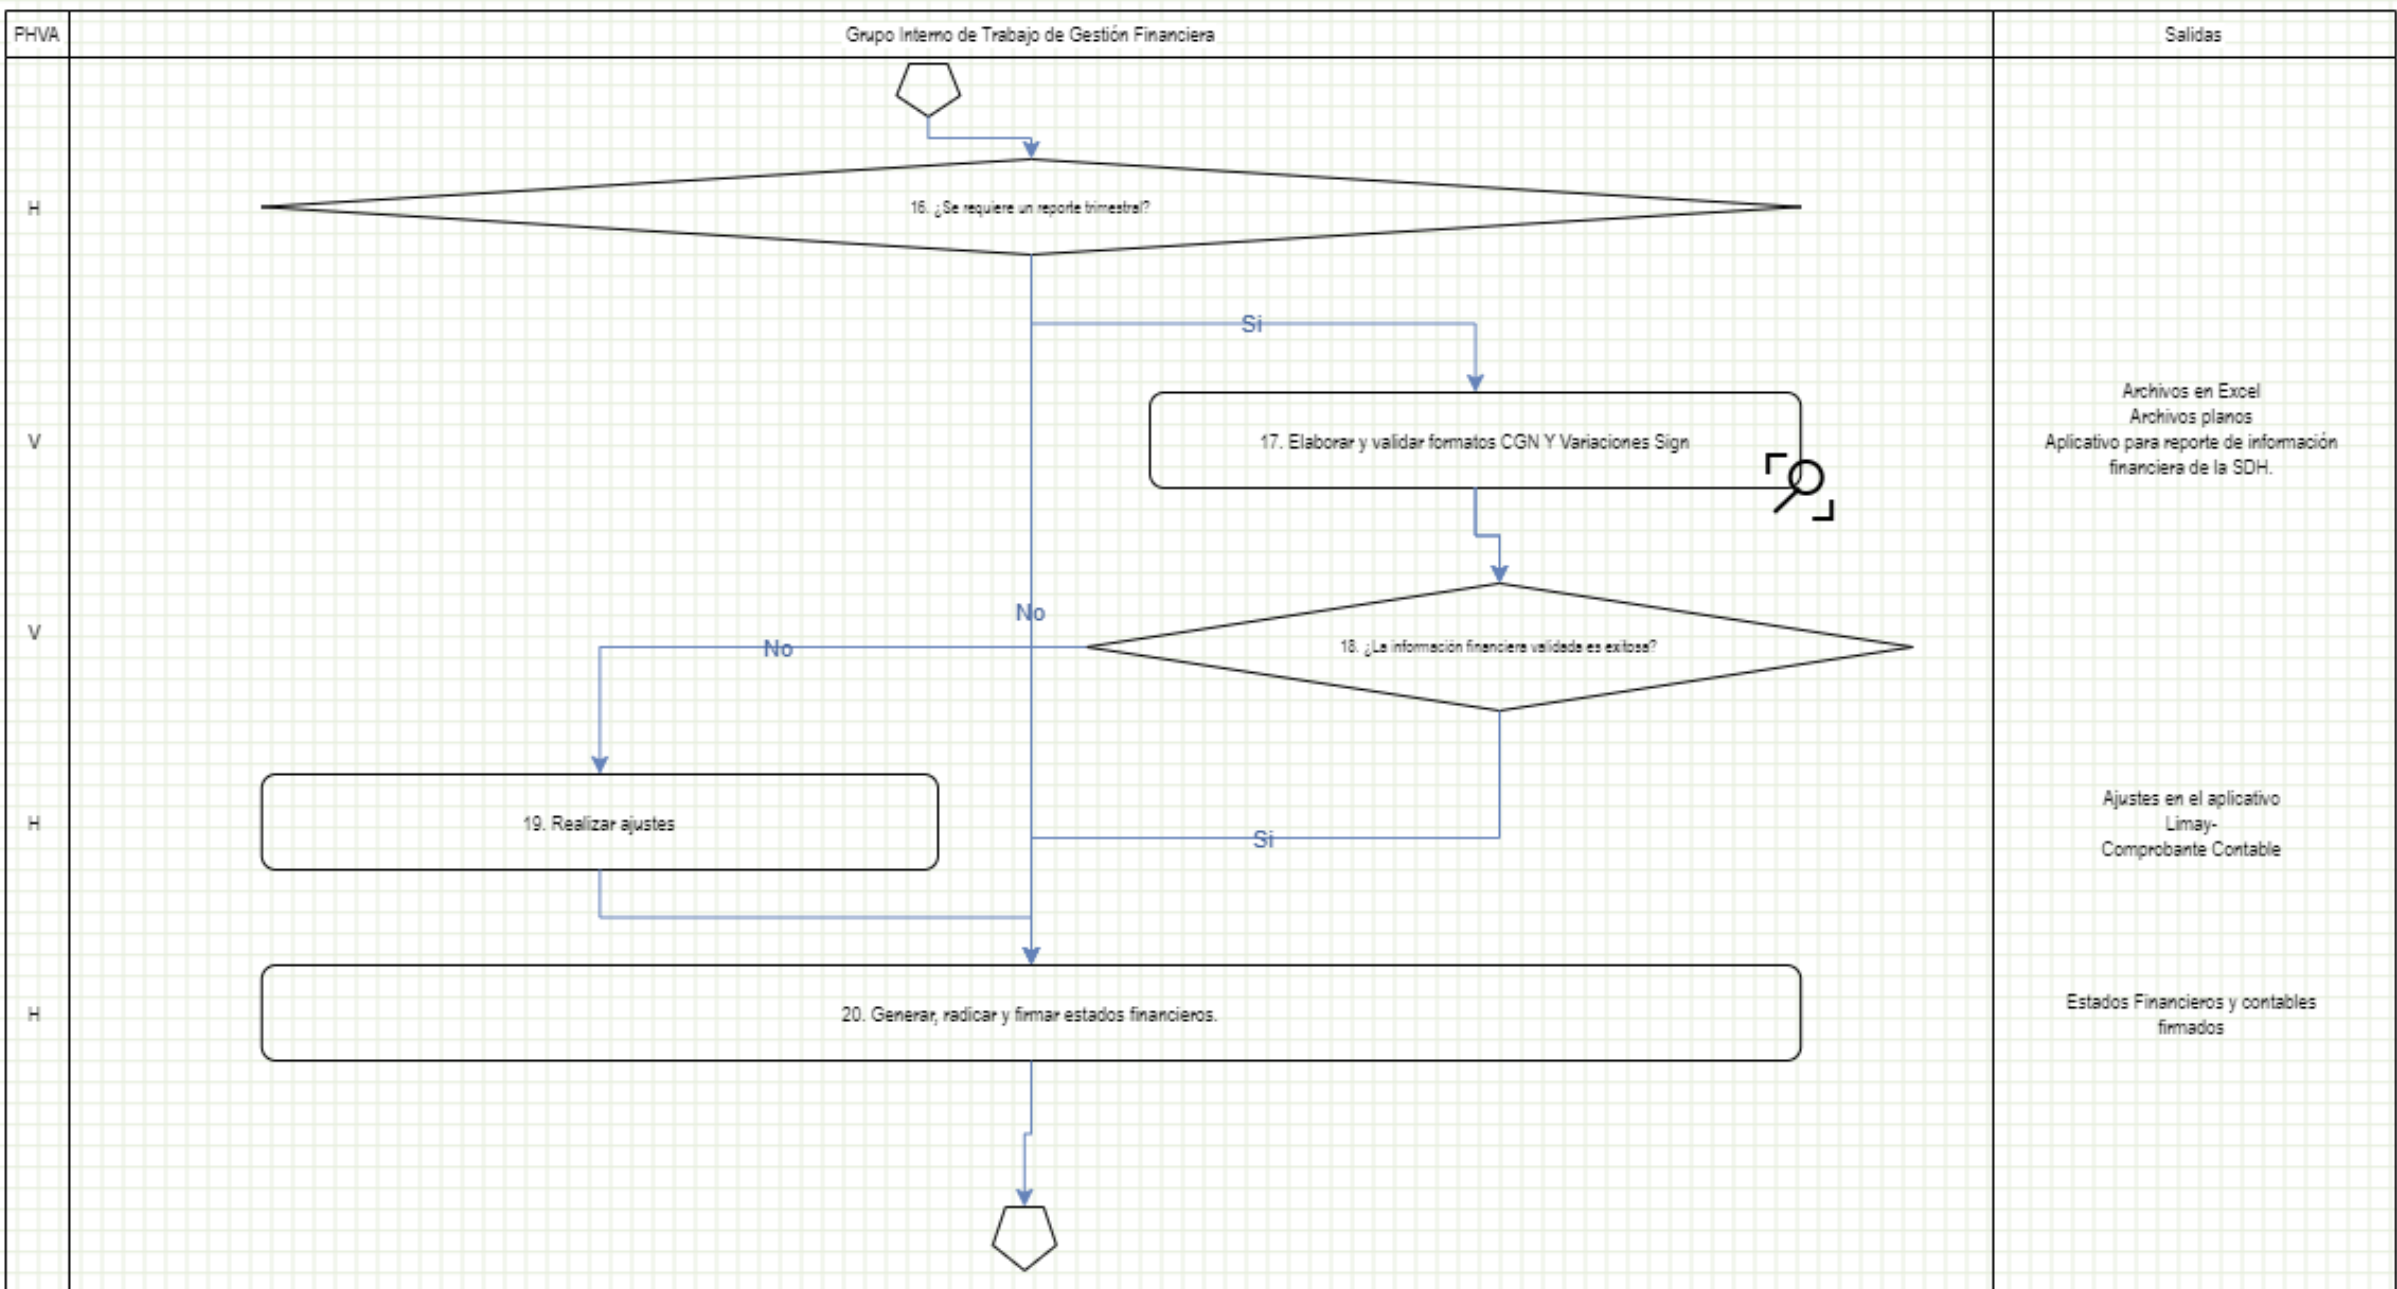 PHVA
Grupo Interno de Trabajo de Gestión Financiera
Salidas
H
16. ¿Se requiere un reporte trimestral?
Si
V
17. Elaborar y validar formatos CGN Y Variaciones Sign
Archivos en Excel
Archivos planos
Aplicativo para reporte de información
financiera de la SDH.
No
V
18. ¿La información financiera validada es exitosa?
No
H
19. Realizar ajustes
Si
Ajustes en el aplicativo
Limay-
Comprobante Contable
H
20. Generar, radicar y firmar estados financieros.
Estados Financieros y contables
firmados